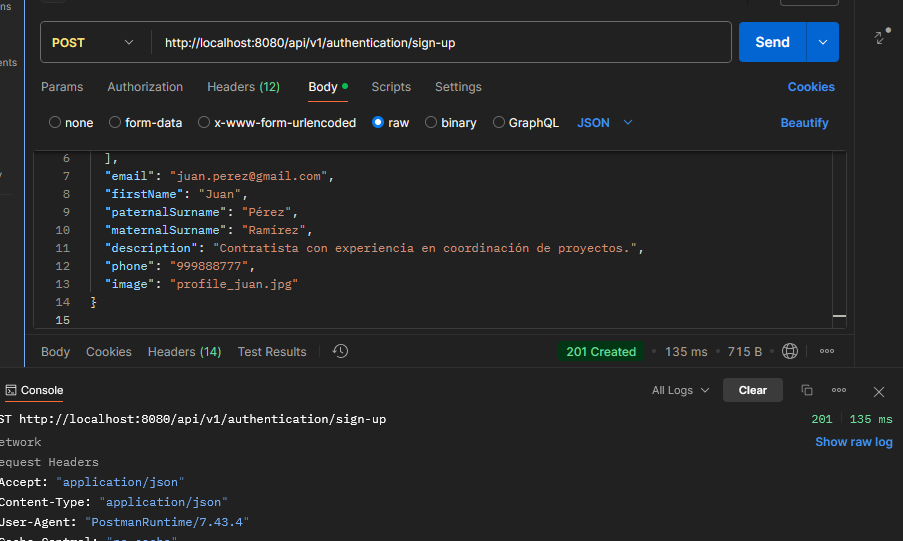 ns
POST http://localhost:8080/api/v1/authentication/sign-up Send
ents
Params Authorization Headers (12) Body Scripts Settings Cookies
none form-data x-www-form-urlencoded raw binary GraphQL JSON Beautify
6 ],
7 "email": "juan.perez@gmail.com",
8 "firstName": "Juan",
9 "paternalSurname": "Pérez",
10 "maternalSurname": "Ramírez",
11 "description": "Contratista con experiencia en coordinación de proyectos.",
12 "phone": "999888777",
13 "image": "profile_juan.jpg"
14 }
15
Body Cookies Headers (14) Test Results 201 Created 135 ms 715 B
Console All Logs Clear
ST http://localhost:8080/api/v1/authentication/sign-up 201 135 ms
etwork Show raw log
equest Headers
Accept: "application/json"
Content-Type: "application/json"
User-Agent: "PostmanRuntime/7.43.4"
Cache-Control: "no-cache"